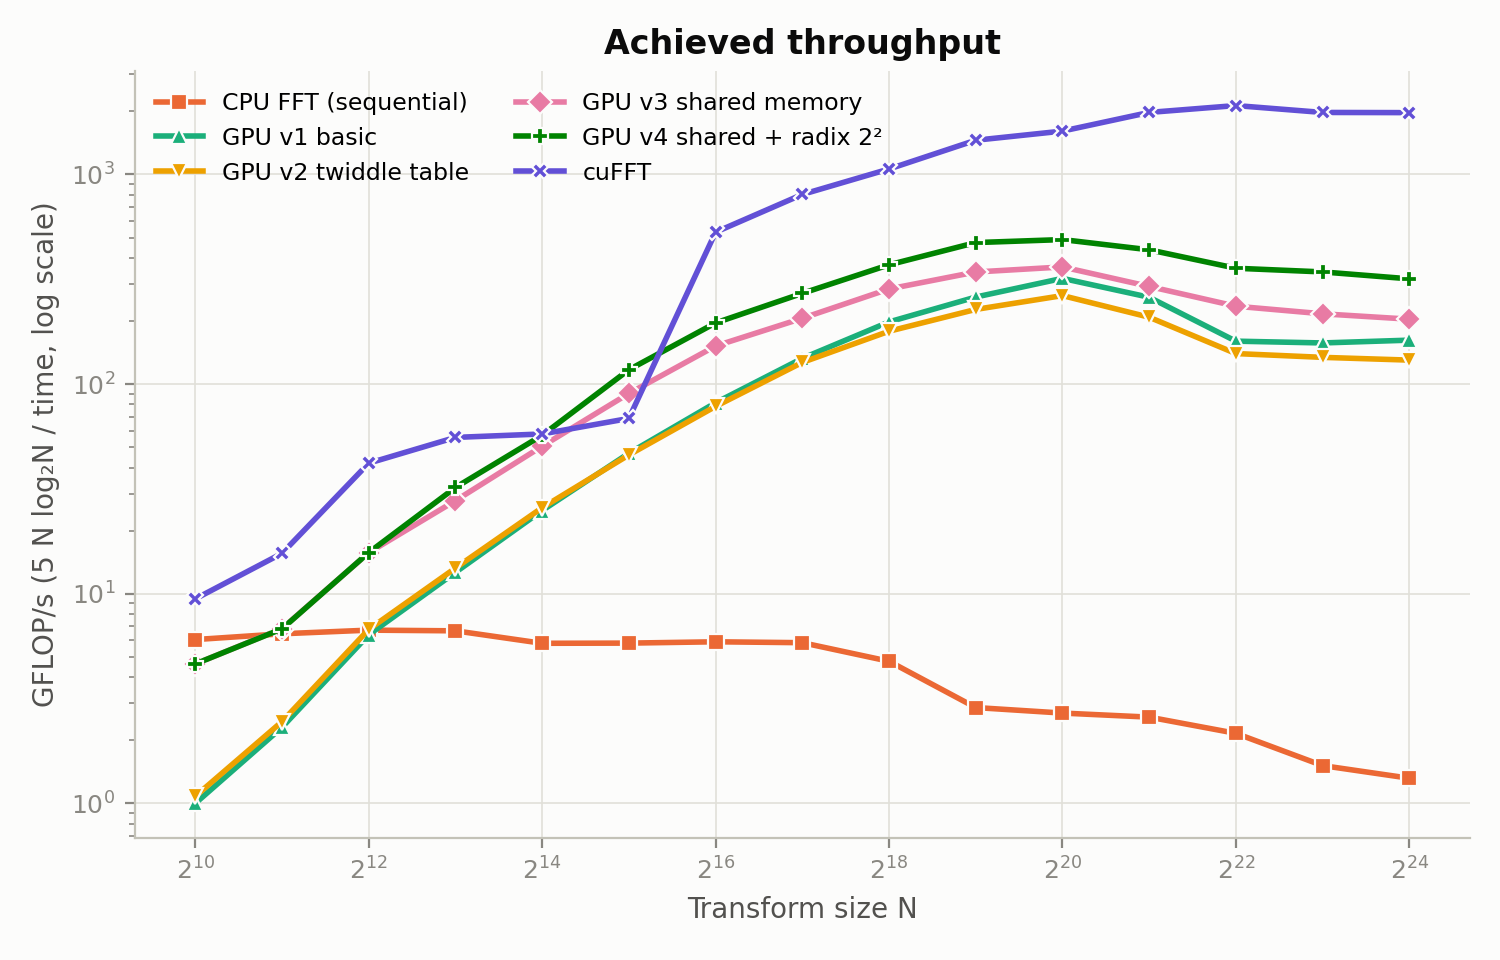 Achieved throughput
CPU FFT (sequential)
GPU v1 basic
GPU v2 twiddle table
GPU v3 shared memory
GPU v4 shared + radix 2²
cuFFT
GFLOP/s (5 N log₂N / time, log scale)
10³
10²
10¹
10⁰
2¹⁰ 2¹² 2¹⁴ 2¹⁶ 2¹⁸ 2²⁰ 2²² 2²⁴
Transform size N